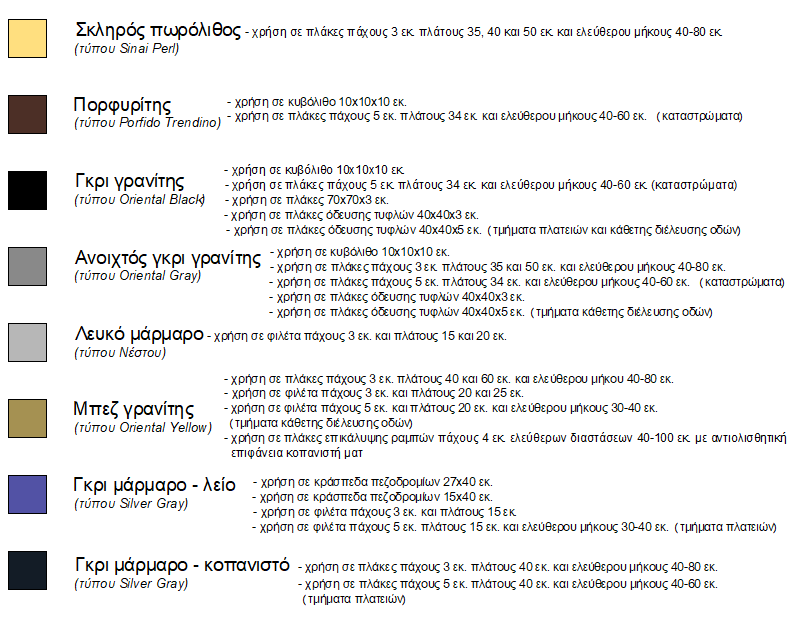 Σκληρός πωρόλιθος - χρήση σε πλάκες πάχους 3 εκ. πλάτους 35, 40 και 50 εκ. και ελεύθερου μήκους 40-80 εκ.
(τύπου Sinai Perl)
Πορφυρίτης - χρήση σε κυβόλιθο 10x10x10 εκ.
(τύπου Porfido Trendino) - χρήση σε πλάκες πάχους 5 εκ. πλάτους 34 εκ. και ελεύθερου μήκους 40-60 εκ. (καταστρώματα)
Γκρι γρανίτης
(τύπου Oriental Black)
- χρήση σε κυβόλιθο 10x10x10 εκ.
- χρήση σε πλάκες πάχους 5 εκ. πλάτους 34 εκ. και ελεύθερου μήκους 40-60 εκ. (καταστρώματα)
- χρήση σε πλάκες 70x70x3 εκ.
- χρήση σε πλάκες όδευσης τυφλών 40x40x3 εκ.
- χρήση σε πλάκες όδευσης τυφλών 40x40x5 εκ. (τμήματα πλατειών και κάθετης διέλευσης οδών)
Ανοιχτός γκρι γρανίτης
(τύπου Oriental Gray)
- χρήση σε κυβόλιθο 10x10x10 εκ.
- χρήση σε πλάκες πάχους 3 εκ. πλάτους 35 και 50 εκ. και ελεύθερου μήκους 40-80 εκ.
- χρήση σε πλάκες πάχους 5 εκ. πλάτους 34 εκ. και ελεύθερου μήκους 40-60 εκ. (καταστρώματα)
- χρήση σε πλάκες όδευσης τυφλών 40x40x3 εκ.
- χρήση σε πλάκες όδευσης τυφλών 40x40x5 εκ. (τμήματα κάθετης διέλευσης οδών)
Λευκό μάρμαρο - χρήση σε φιλέτα πάχους 3 εκ. και πλάτους 15 και 20 εκ.
(τύπου Νέστου)
Μπεζ γρανίτης
(τύπου Oriental Yellow)
- χρήση σε πλάκες πάχους 3 εκ. πλάτους 40 και 60 εκ. και ελεύθερου μήκου 40-80 εκ.
- χρήση σε φιλέτα πάχους 3 εκ. και πλάτους 20 και 25 εκ.
- χρήση σε φιλέτα πάχους 5 εκ. και πλάτους 20 εκ. και ελεύθερου μήκους 30-40 εκ.
(τμήματα κάθετης διέλευσης οδών)
- χρήση σε πλάκες επικάλυψης ραμπών πάχους 4 εκ. ελεύθερων διαστάσεων 40-100 εκ. με αντιολισθητική
επιφάνεια κοπανιστή ματ
Γκρι μάρμαρο - λείο
(τύπου Silver Gray)
- χρήση σε κράσπεδα πεζοδρομίων 27x40 εκ.
- χρήση σε κράσπεδα πεζοδρομίων 15x40 εκ.
- χρήση σε φιλέτα πάχους 3 εκ. και πλάτους 15 εκ.
- χρήση σε φιλέτα πάχους 5 εκ. πλάτους 15 εκ. και ελεύθερου μήκους 30-40 εκ. (τμήματα πλατειών)
Γκρι μάρμαρο - κοπανιστό - χρήση σε πλάκες πάχους 3 εκ. πλάτους 40 εκ. και ελεύθερου μήκους 40-80 εκ.
(τύπου Silver Gray) - χρήση σε πλάκες πάχους 5 εκ. πλάτους 40 εκ. και ελεύθερου μήκους 40-60 εκ.
(τμήματα πλατειών)